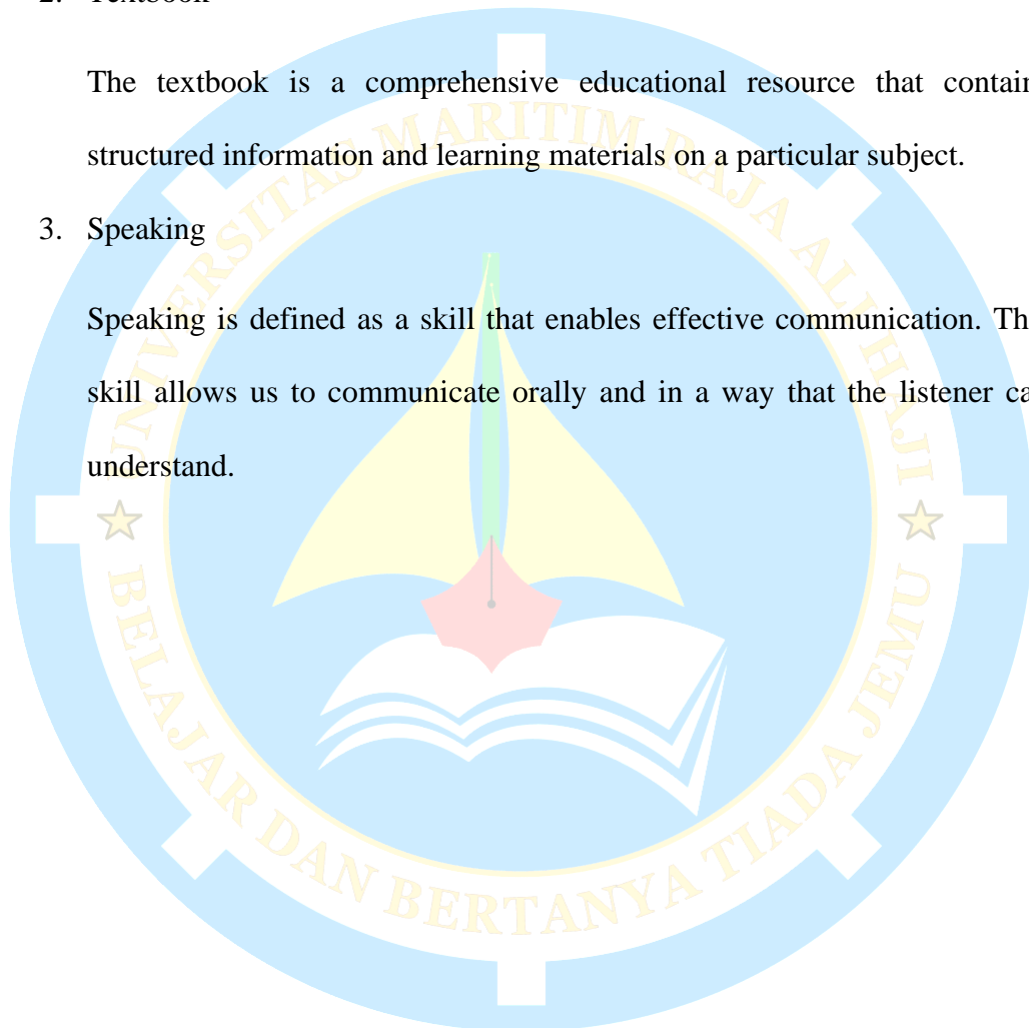 2. Textbook
The textbook is a comprehensive educational resource that contain
structured information and learning materials on a particular subject.
3. Speaking
Speaking is defined as a skill that enables effective communication. Th
skill allows us to communicate orally and in a way that the listener ca
understand.
UNIVERSITAS MARITIM RAJA ALI HAJI
BELAJAR DAN BERTANYA TIADA JEMU